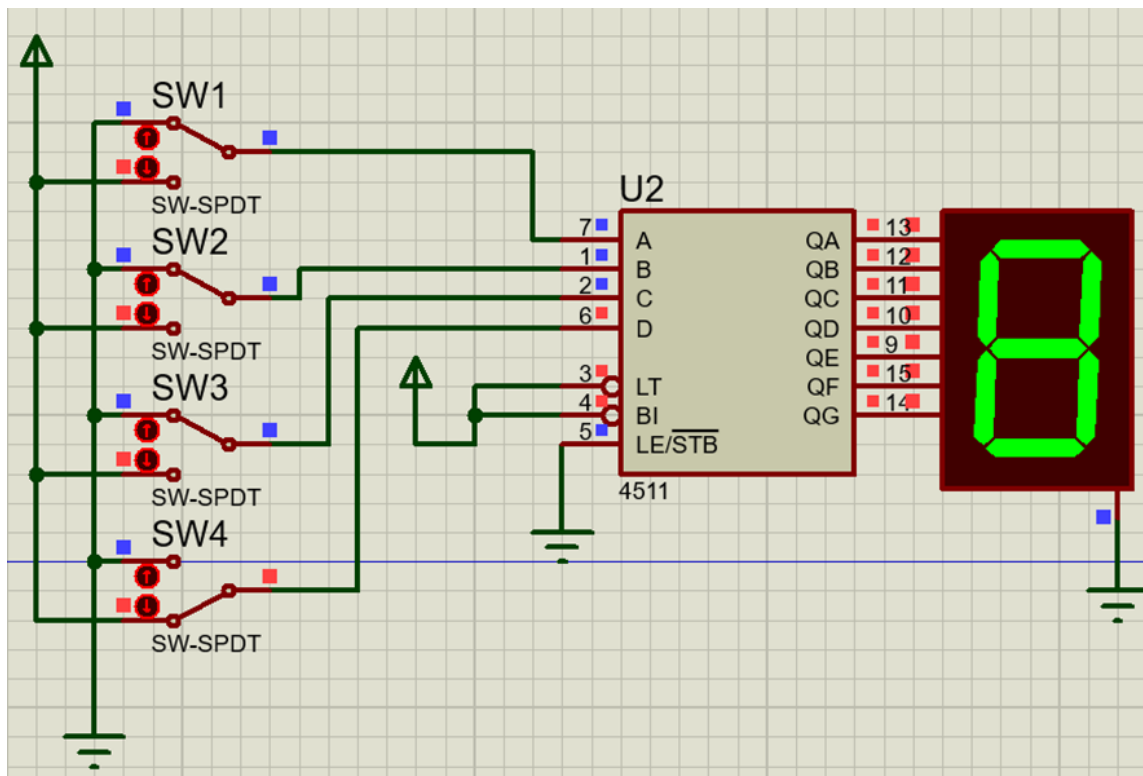 SW1
SW-SPDT
SW2
SW-SPDT
SW3
SW-SPDT
SW4
SW-SPDT
U2
7 A QA 13
1 B QB 12
2 C QC 11
6 D QD 10
QE 9
3 LT QF 15
4 BI QG 14
5 LE/STB
4511
8